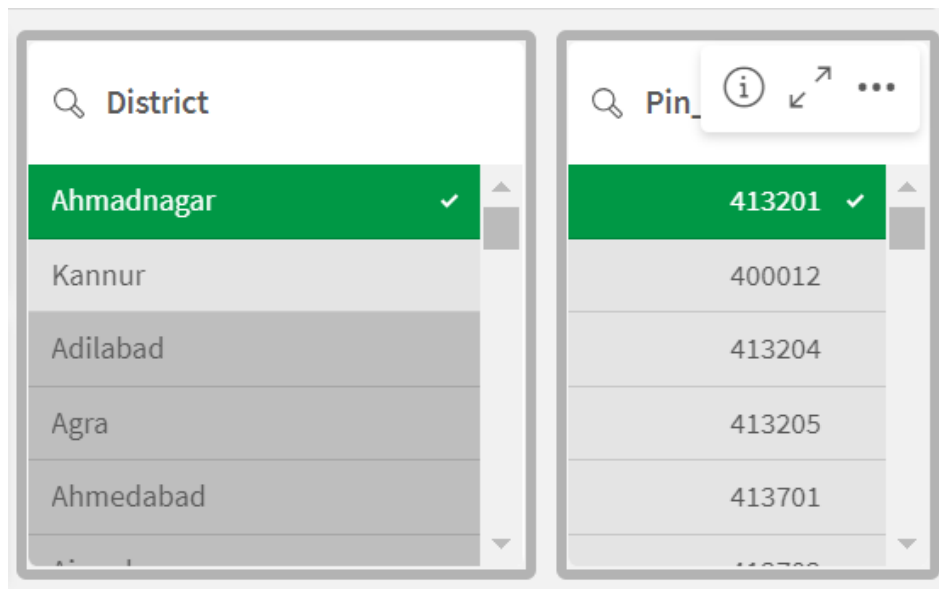 District
Pin_
Ahmadnagar
Kannur
Adilabad
Agra
Ahmedabad
413201
400012
413204
413205
413701